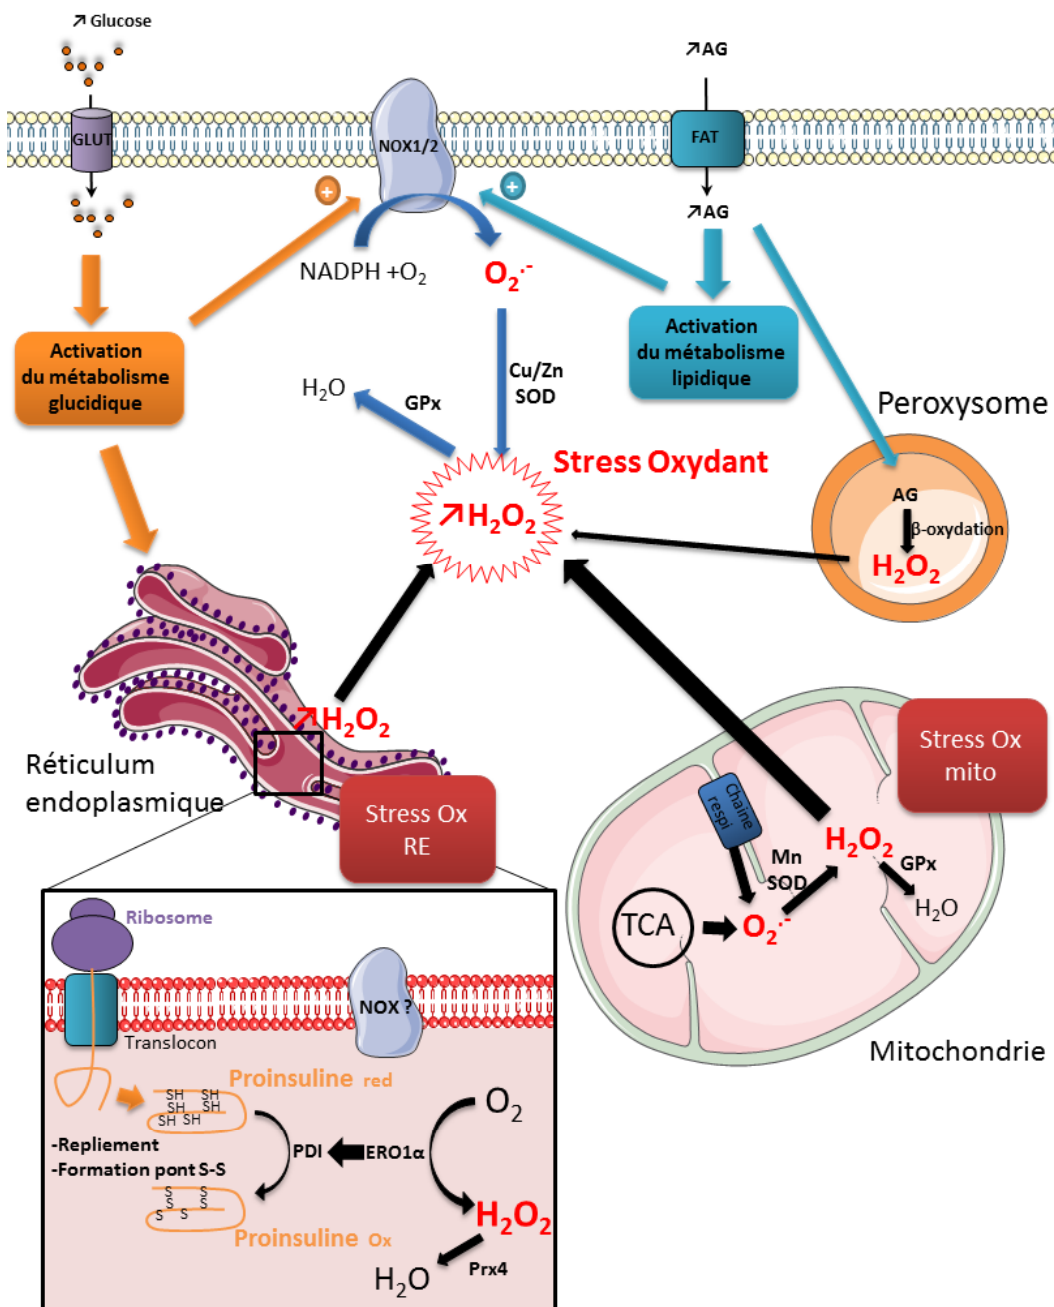 ↗ Glucose
↗AG
GLUT
NOX1/2
FAT
+
+
↗AG
NADPH +O₂
O₂·-
Activation
du métabolisme
glucidique
Activation
du métabolisme
lipidique
Cu/Zn
SOD
H₂O
GPx
Peroxysome
Stress Oxydant
↗H₂O₂
AG
β-oxydation
H₂O₂
↗H₂O₂
Réticulum
endoplasmique
Stress Ox
RE
Stress Ox
mito
Chaine
respi
H₂O₂
Mn
SOD
GPx
H₂O
TCA
O₂·-
Mitochondrie
Ribosome
NOX ?
Translocon
Proinsuline red
SH SH
SH SH
SH SH
O₂
-Repliement
-Formation pont S-S
PDI
ERO1α
S S
S S
S S
H₂O₂
Proinsuline Ox
Prx4
H₂O